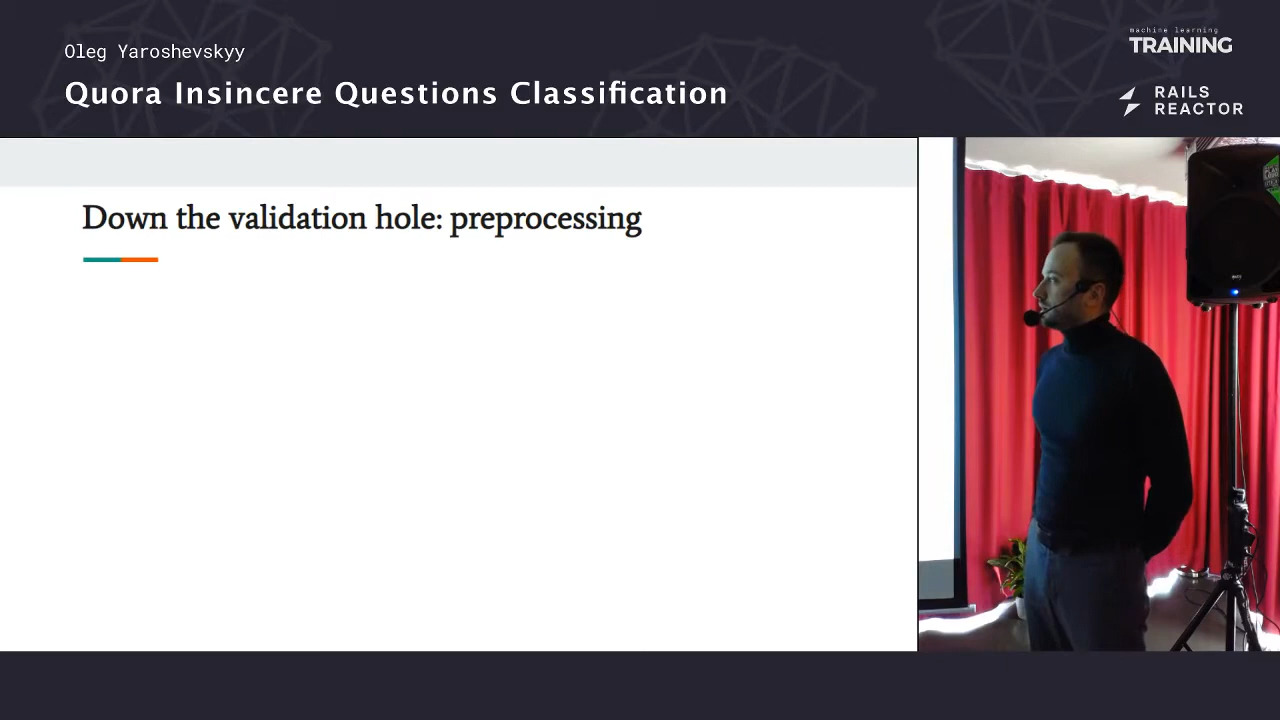 Oleg Yaroshevskyy
Quora Insincere Questions Classification
machine learning
TRAINING
RAILS
REACTOR
Down the validation hole: preprocessing